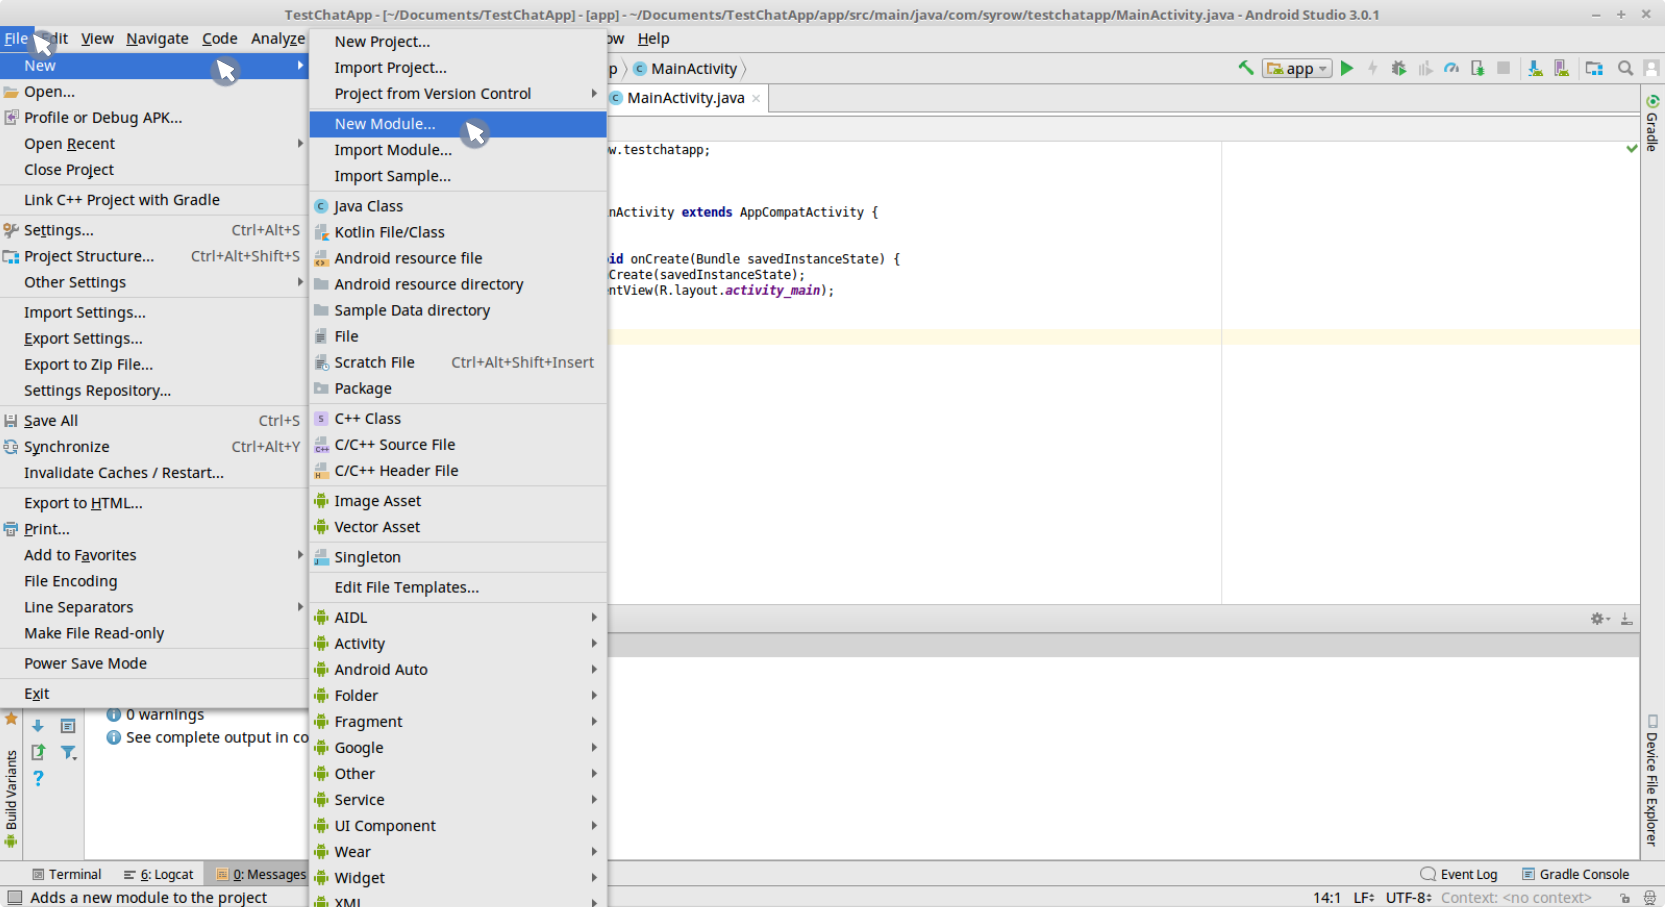 TestChatApp - [~/Documents/TestChatApp] - [app] - ~/Documents/TestChatApp/app/src/main/java/com/syrow/testchatapp/MainActivity.java - Android Studio 3.0.1
File Edit View Navigate Code Analyze
ow Help
New
Open...
Profile or Debug APK...
Open Recent
Close Project
Link C++ Project with Gradle
Settings... Ctrl+Alt+S
Project Structure... Ctrl+Alt+Shift+S
Other Settings
Import Settings...
Export Settings...
Export to Zip File...
Settings Repository...
Save All Ctrl+S
Synchronize Ctrl+Alt+Y
Invalidate Caches / Restart...
Export to HTML...
Print...
Add to Favorites
File Encoding
Line Separators
Make File Read-only
Power Save Mode
Exit
New Project...
Import Project...
Project from Version Control
New Module...
Import Module...
Import Sample...
Java Class
Kotlin File/Class
Android resource file
Android resource directory
Sample Data directory
File
Scratch File Ctrl+Alt+Shift+Insert
Package
C++ Class
C/C++ Source File
C/C++ Header File
Image Asset
Vector Asset
Singleton
Edit File Templates...
AIDL
Activity
Android Auto
Folder
Fragment
Google
Other
Service
UI Component
Wear
Widget
XML
p MainActivity
app
MainActivity.java
w.testchatapp;
nActivity extends AppCompatActivity {
id onCreate(Bundle savedInstanceState) {
Create(savedInstanceState);
ntView(R.layout.activity_main);
Gradle
Device File Explorer
Build Variants
0 warnings
See complete output in co
Terminal 6: Logcat 0: Messages
Event Log Gradle Console
Adds a new module to the project
14:1 LF UTF-8 Context: <no context>